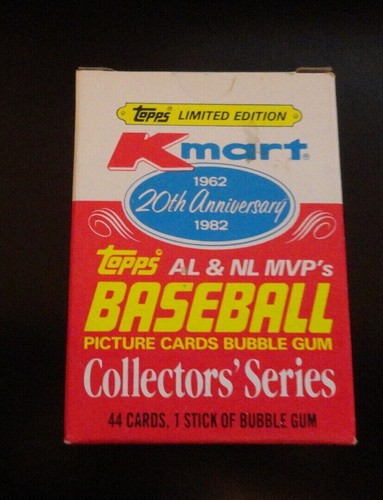 Topps® LIMITED EDITION
Kmart®
1962
20th Anniversary
1982
Topps® AL & NL MVP's
BASEBALL
PICTURE CARDS BUBBLE GUM
Collectors' Series
44 CARDS, 1 STICK OF BUBBLE GUM